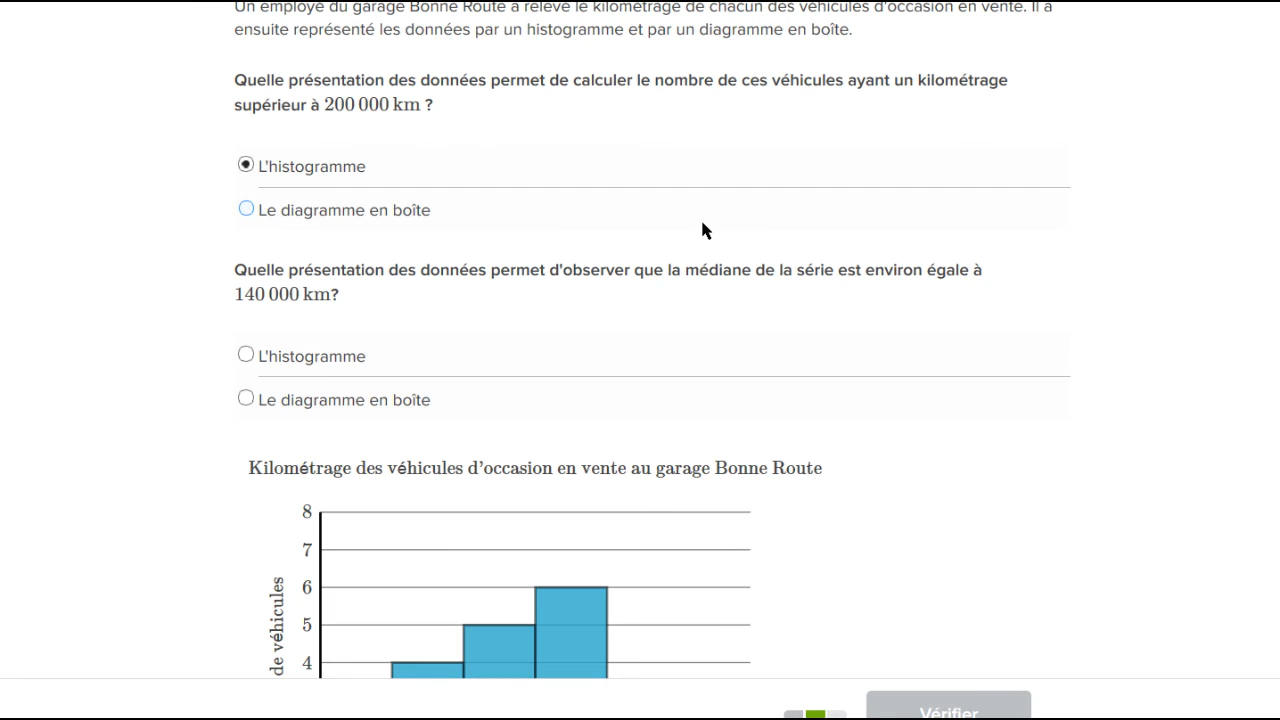 Un employé du garage Bonne Route a relevé le kilométrage de chacun des véhicules d'occasion en vente. Il a
ensuite représenté les données par un histogramme et par un diagramme en boîte.
Quelle présentation des données permet de calculer le nombre de ces véhicules ayant un kilométrage
supérieur à 200 000 km ?
L'histogramme
Le diagramme en boîte
Quelle présentation des données permet d'observer que la médiane de la série est environ égale à
140 000 km?
L'histogramme
Le diagramme en boîte
Kilométrage des véhicules d'occasion en vente au garage Bonne Route
8
7
6
5
4
de véhicules
Vérifier